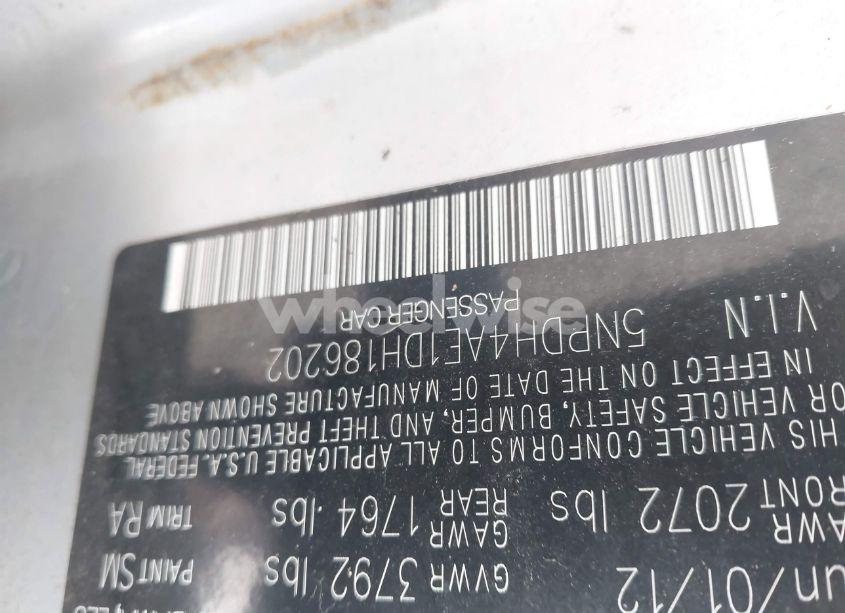 un/01/12
GVWR 3792 lbs
PAINT SM
FRONT 2072 lbs
GAWR
REAR 1764 lbs
TRIM RA
HIS VEHICLE CONFORMS TO ALL APPLICABLE U.S.A. FEDERAL
OR VEHICLE SAFETY, BUMPER, AND THEFT PREVENTION STANDARDS
IN EFFECT ON THE DATE OF MANUFACTURE SHOWN ABOVE
V.I.N 5NPDH4AE1DH186202
PASSENGER CAR
wheelwise